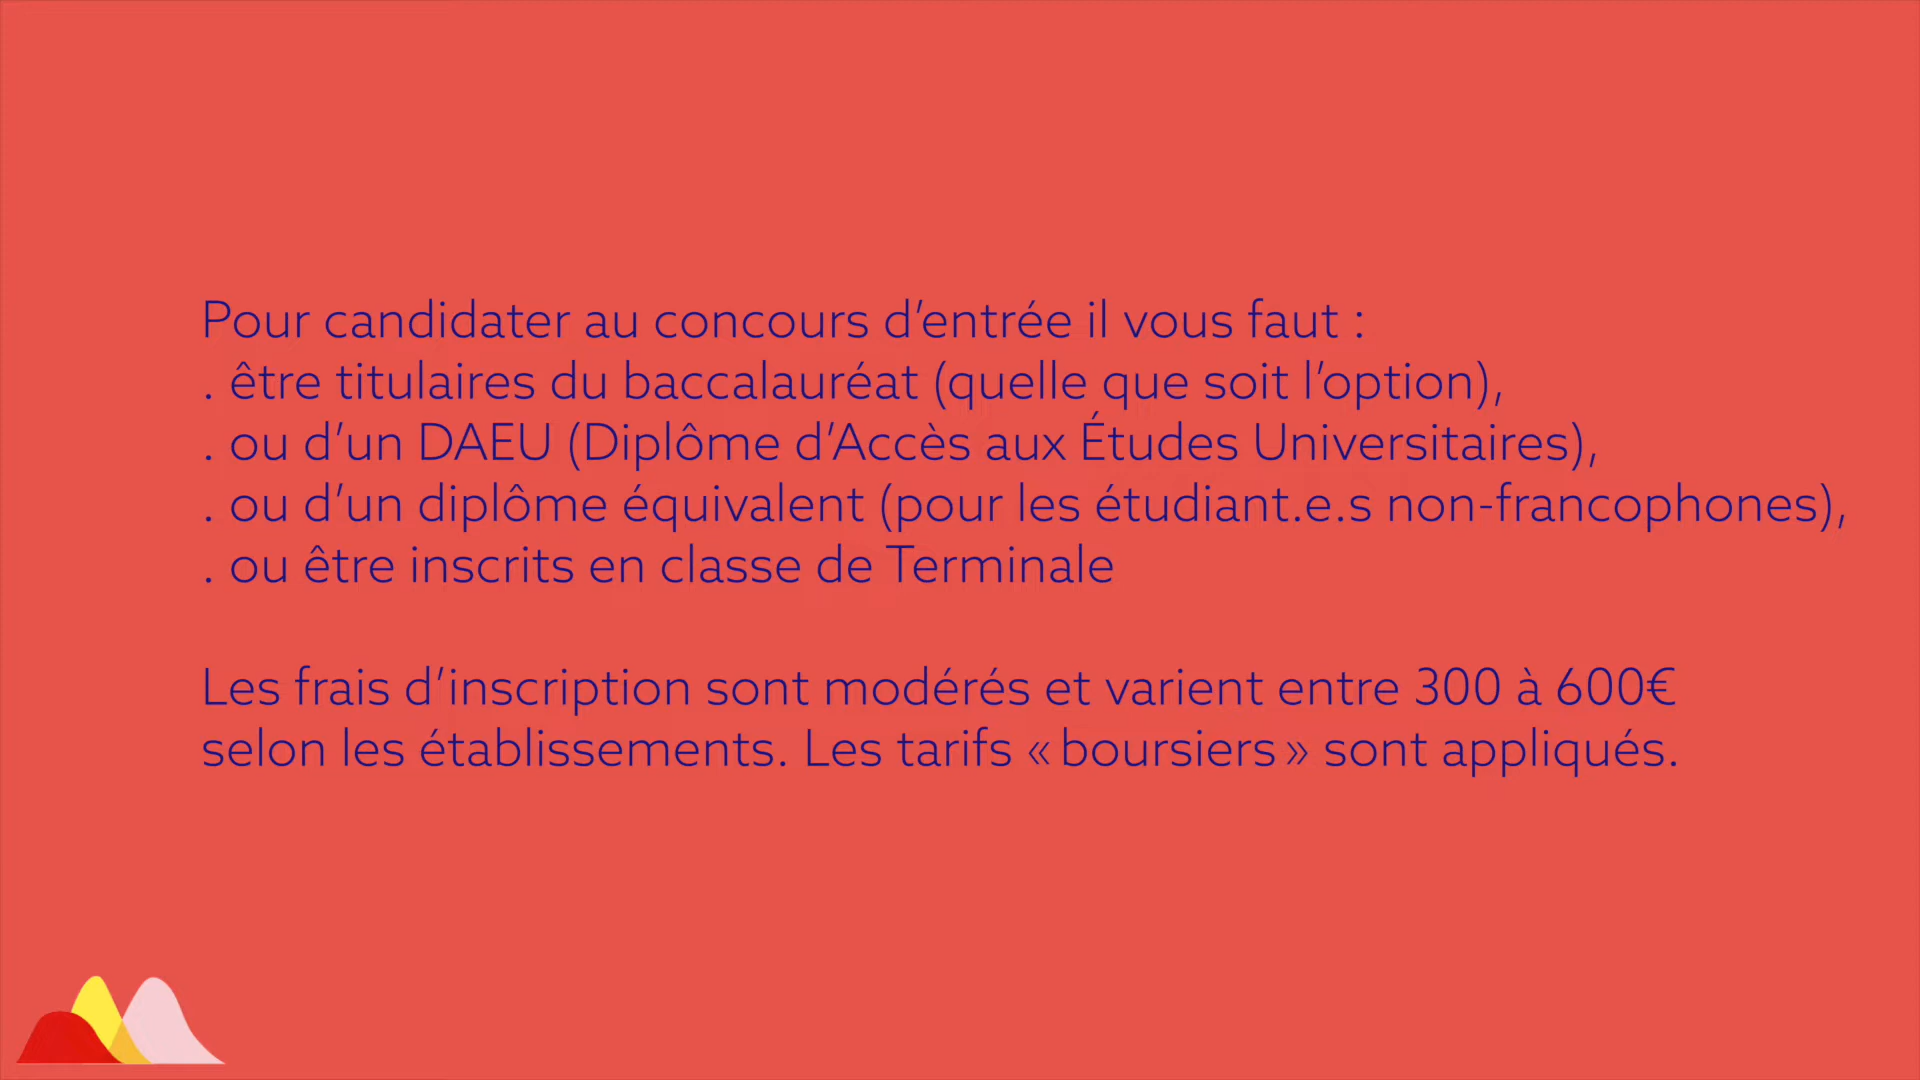 Pour candidater au concours d’entrée il vous faut :
. être titulaires du baccalauréat (quelle que soit l’option),
. ou d’un DAEU (Diplôme d’Accès aux Études Universitaires),
. ou d’un diplôme équivalent (pour les étudiant.e.s non-francophones),
. ou être inscrits en classe de Terminale
Les frais d’inscription sont modérés et varient entre 300 à 600€
selon les établissements. Les tarifs « boursiers » sont appliqués.